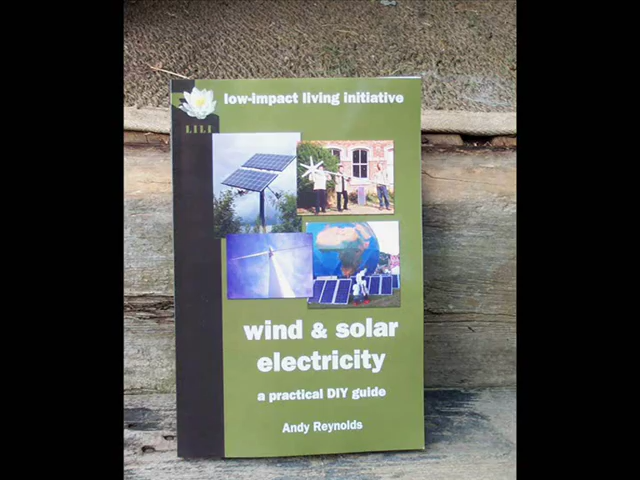 low-impact living initiative
LILI
wind & solar
electricity
a practical DIY guide
Andy Reynolds